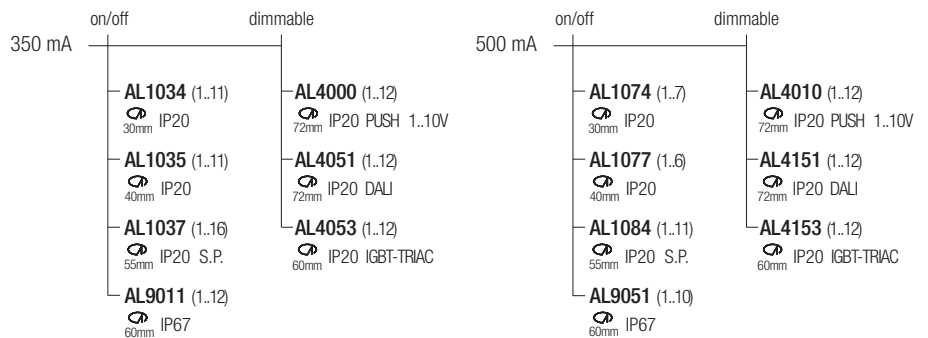 on/off dimmable
350 mA
AL1034 (1..11)
30mm IP20
AL1035 (1..11)
40mm IP20
AL1037 (1..16)
55mm IP20 S.P.
AL9011 (1..12)
60mm IP67
AL4000 (1..12)
72mm IP20 PUSH 1..10V
AL4051 (1..12)
72mm IP20 DALI
AL4053 (1..12)
60mm IP20 IGBT-TRIAC
on/off dimmable
500 mA
AL1074 (1..7)
30mm IP20
AL1077 (1..6)
40mm IP20
AL1084 (1..11)
55mm IP20 S.P.
AL9051 (1..10)
60mm IP67
AL4010 (1..12)
72mm IP20 PUSH 1..10V
AL4151 (1..12)
72mm IP20 DALI
AL4153 (1..12)
60mm IP20 IGBT-TRIAC